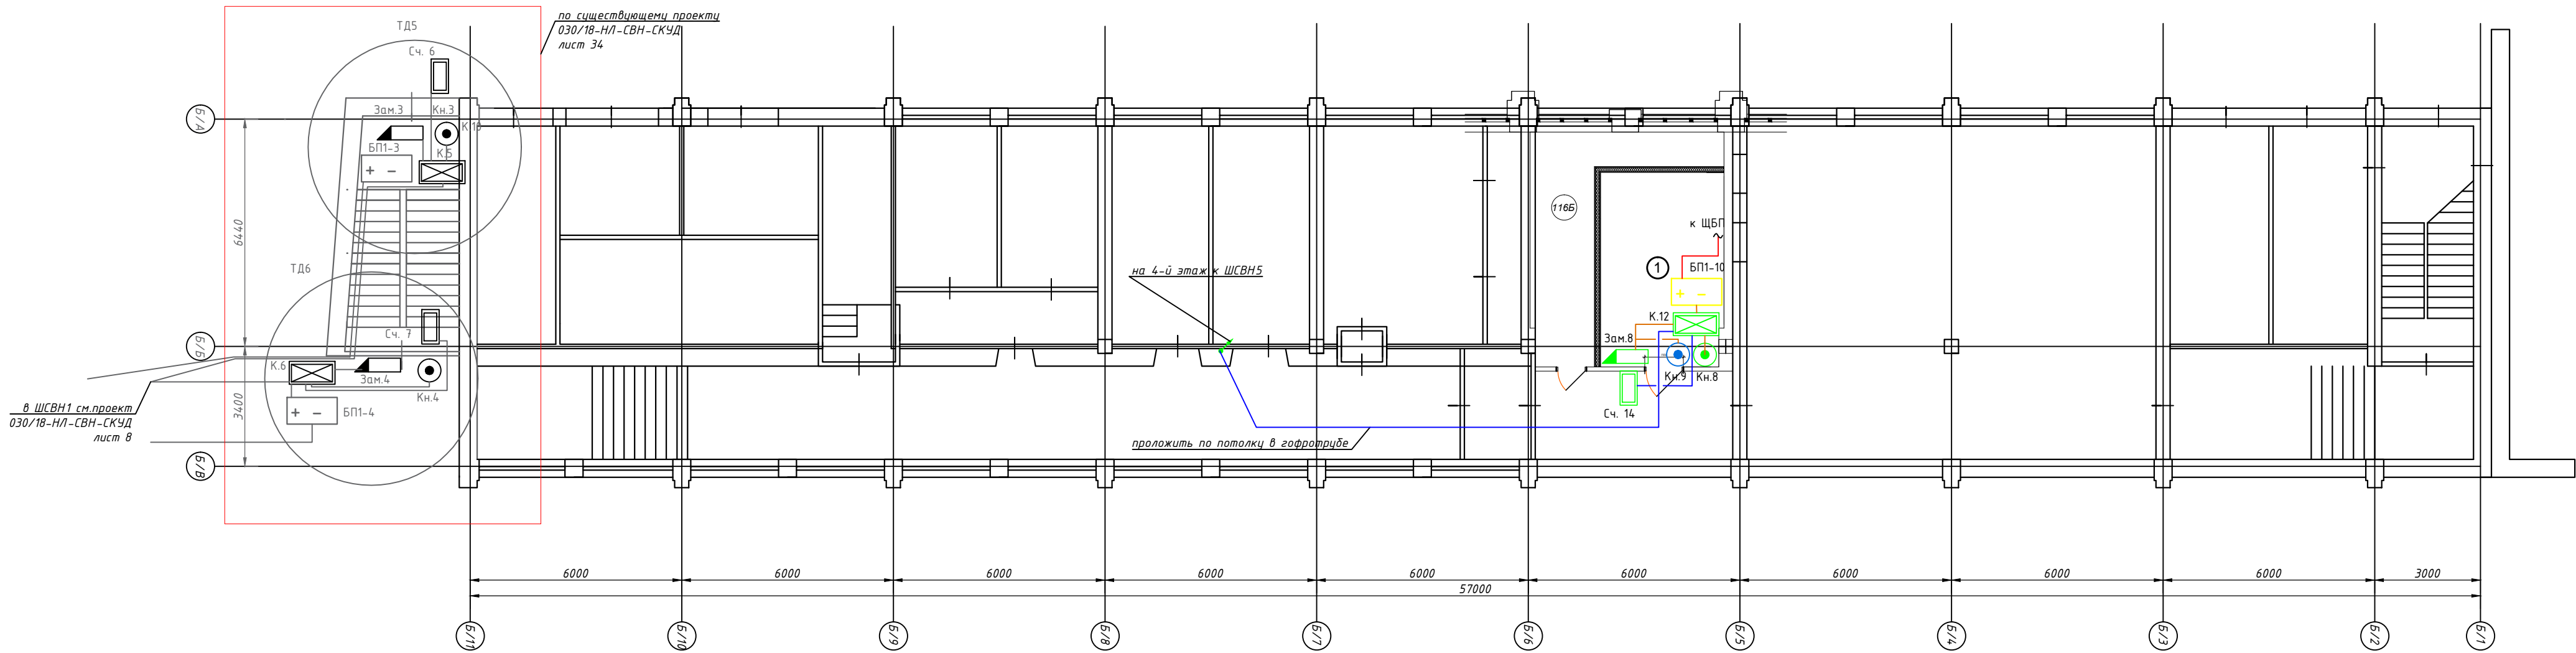 ТД5
по существующему проекту
030/18-НЛ-СВН-СКУД
лист 34
Сч. 6
Зам.3
Кн.3
К.10
БП1-3
К.5
+ -
Б/А
6440
116Б
к ЩБП
1
БП1-10
+ -
ТД6
на 4-й этаж к ШСВН5
К.12
Зам.8
Сч. 7
Б/Б
К.6
Зам.4
Кн.9
Кн.8
Кн.4
3400
в ШСВН1 см.проект
030/18-НЛ-СВН-СКУД
лист 8
+ -
БП1-4
Сч. 14
проложить по потолку в гофротрубе
Б/В
6000
6000
6000
6000
6000
6000
6000
6000
6000
3000
57000
Б/11
Б/10
Б/9
Б/8
Б/7
Б/6
Б/5
Б/4
Б/3
Б/2
Б/1